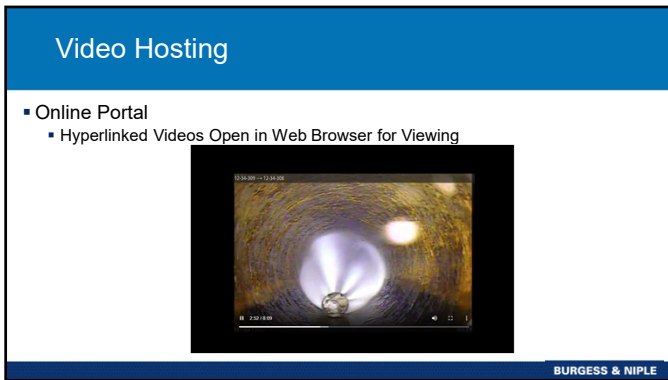 Video Hosting
▪ Online Portal
▪ Hyperlinked Videos Open in Web Browser for Viewing
2:52 / 8:09
BURGESS & NIPLE